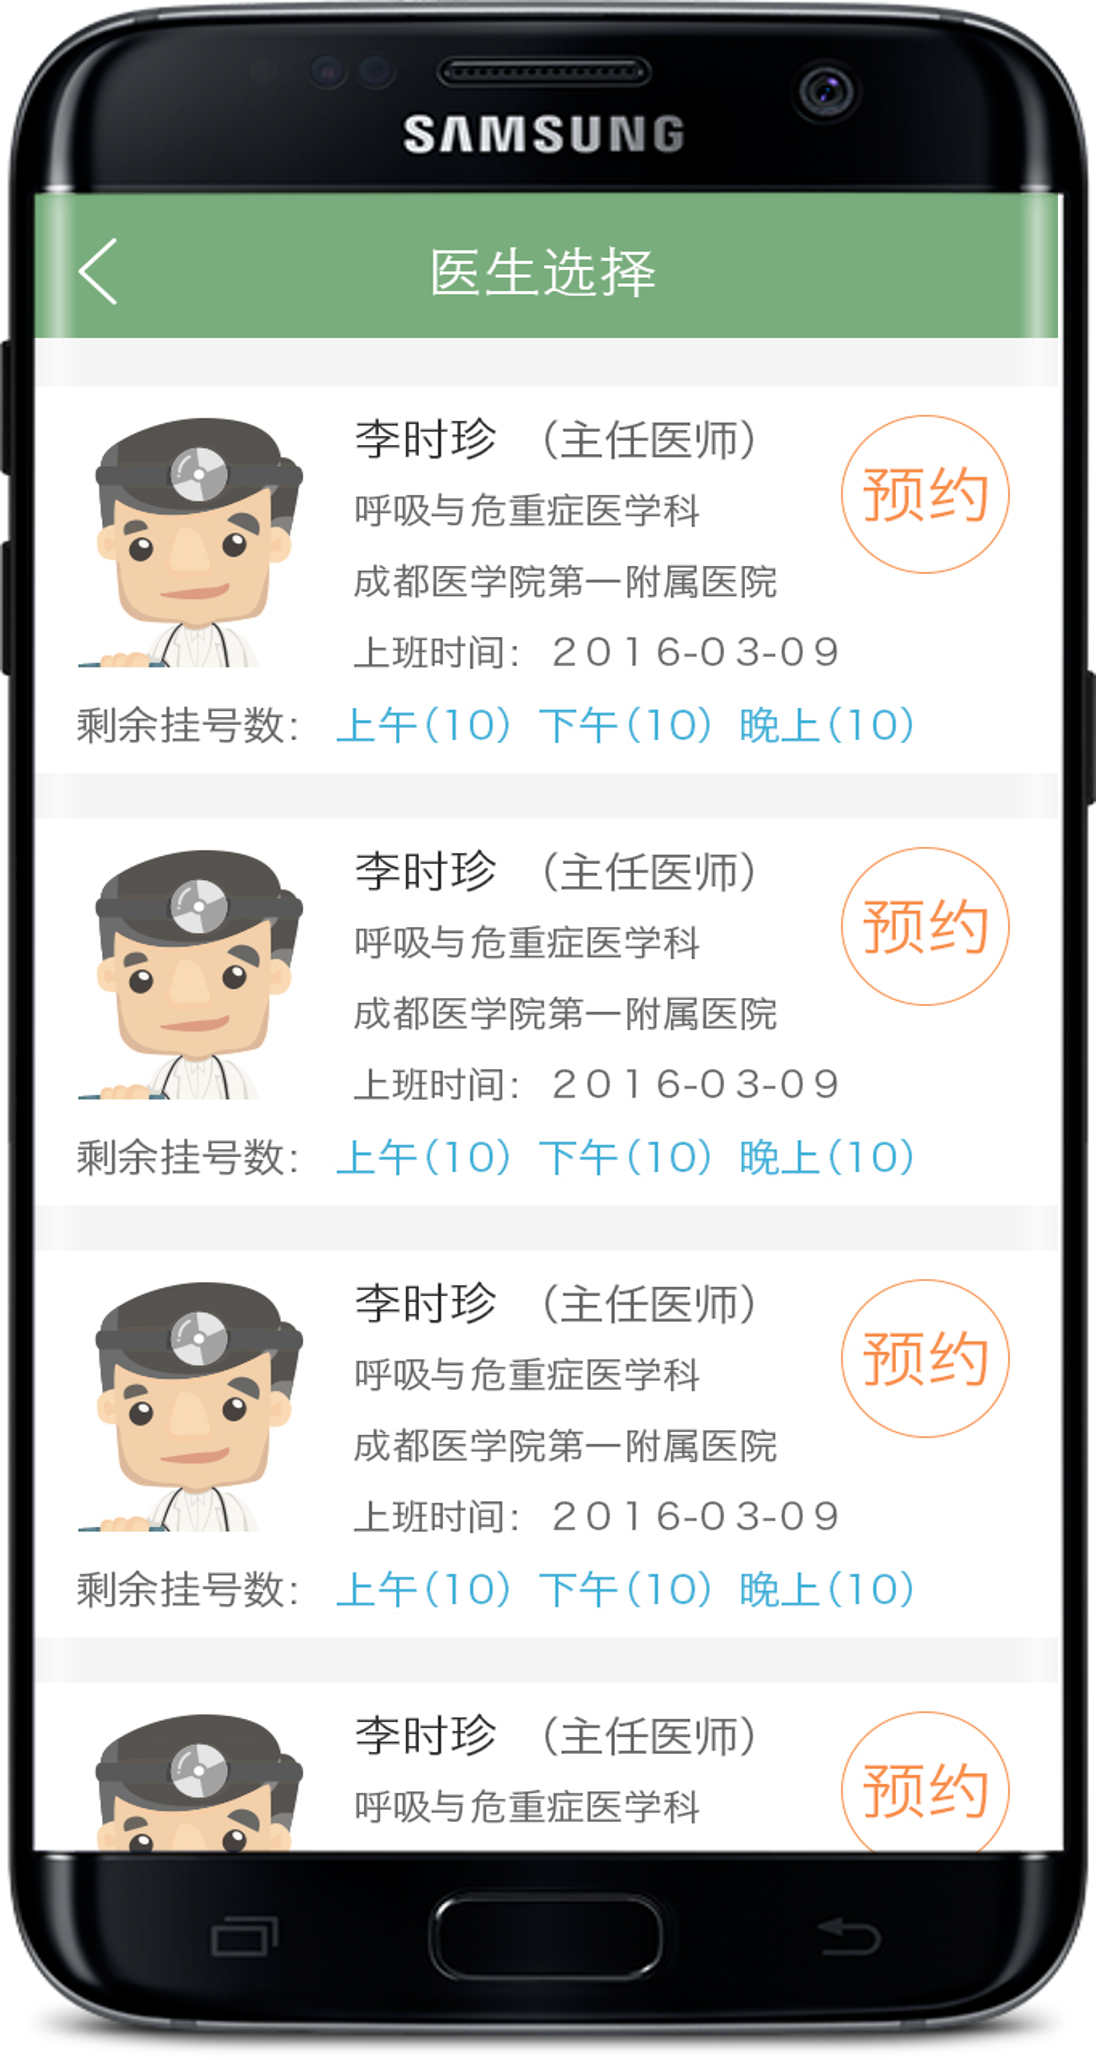 SAMSUNG
医生选择
李时珍 （主任医师） 预约
呼吸与危重症医学科
成都医学院第一附属医院
上班时间： 2016-03-09
剩余挂号数： 上午（10） 下午（10） 晚上（10）
李时珍 （主任医师） 预约
呼吸与危重症医学科
成都医学院第一附属医院
上班时间： 2016-03-09
剩余挂号数： 上午（10） 下午（10） 晚上（10）
李时珍 （主任医师） 预约
呼吸与危重症医学科
成都医学院第一附属医院
上班时间： 2016-03-09
剩余挂号数： 上午（10） 下午（10） 晚上（10）
李时珍 （主任医师） 预约
呼吸与危重症医学科